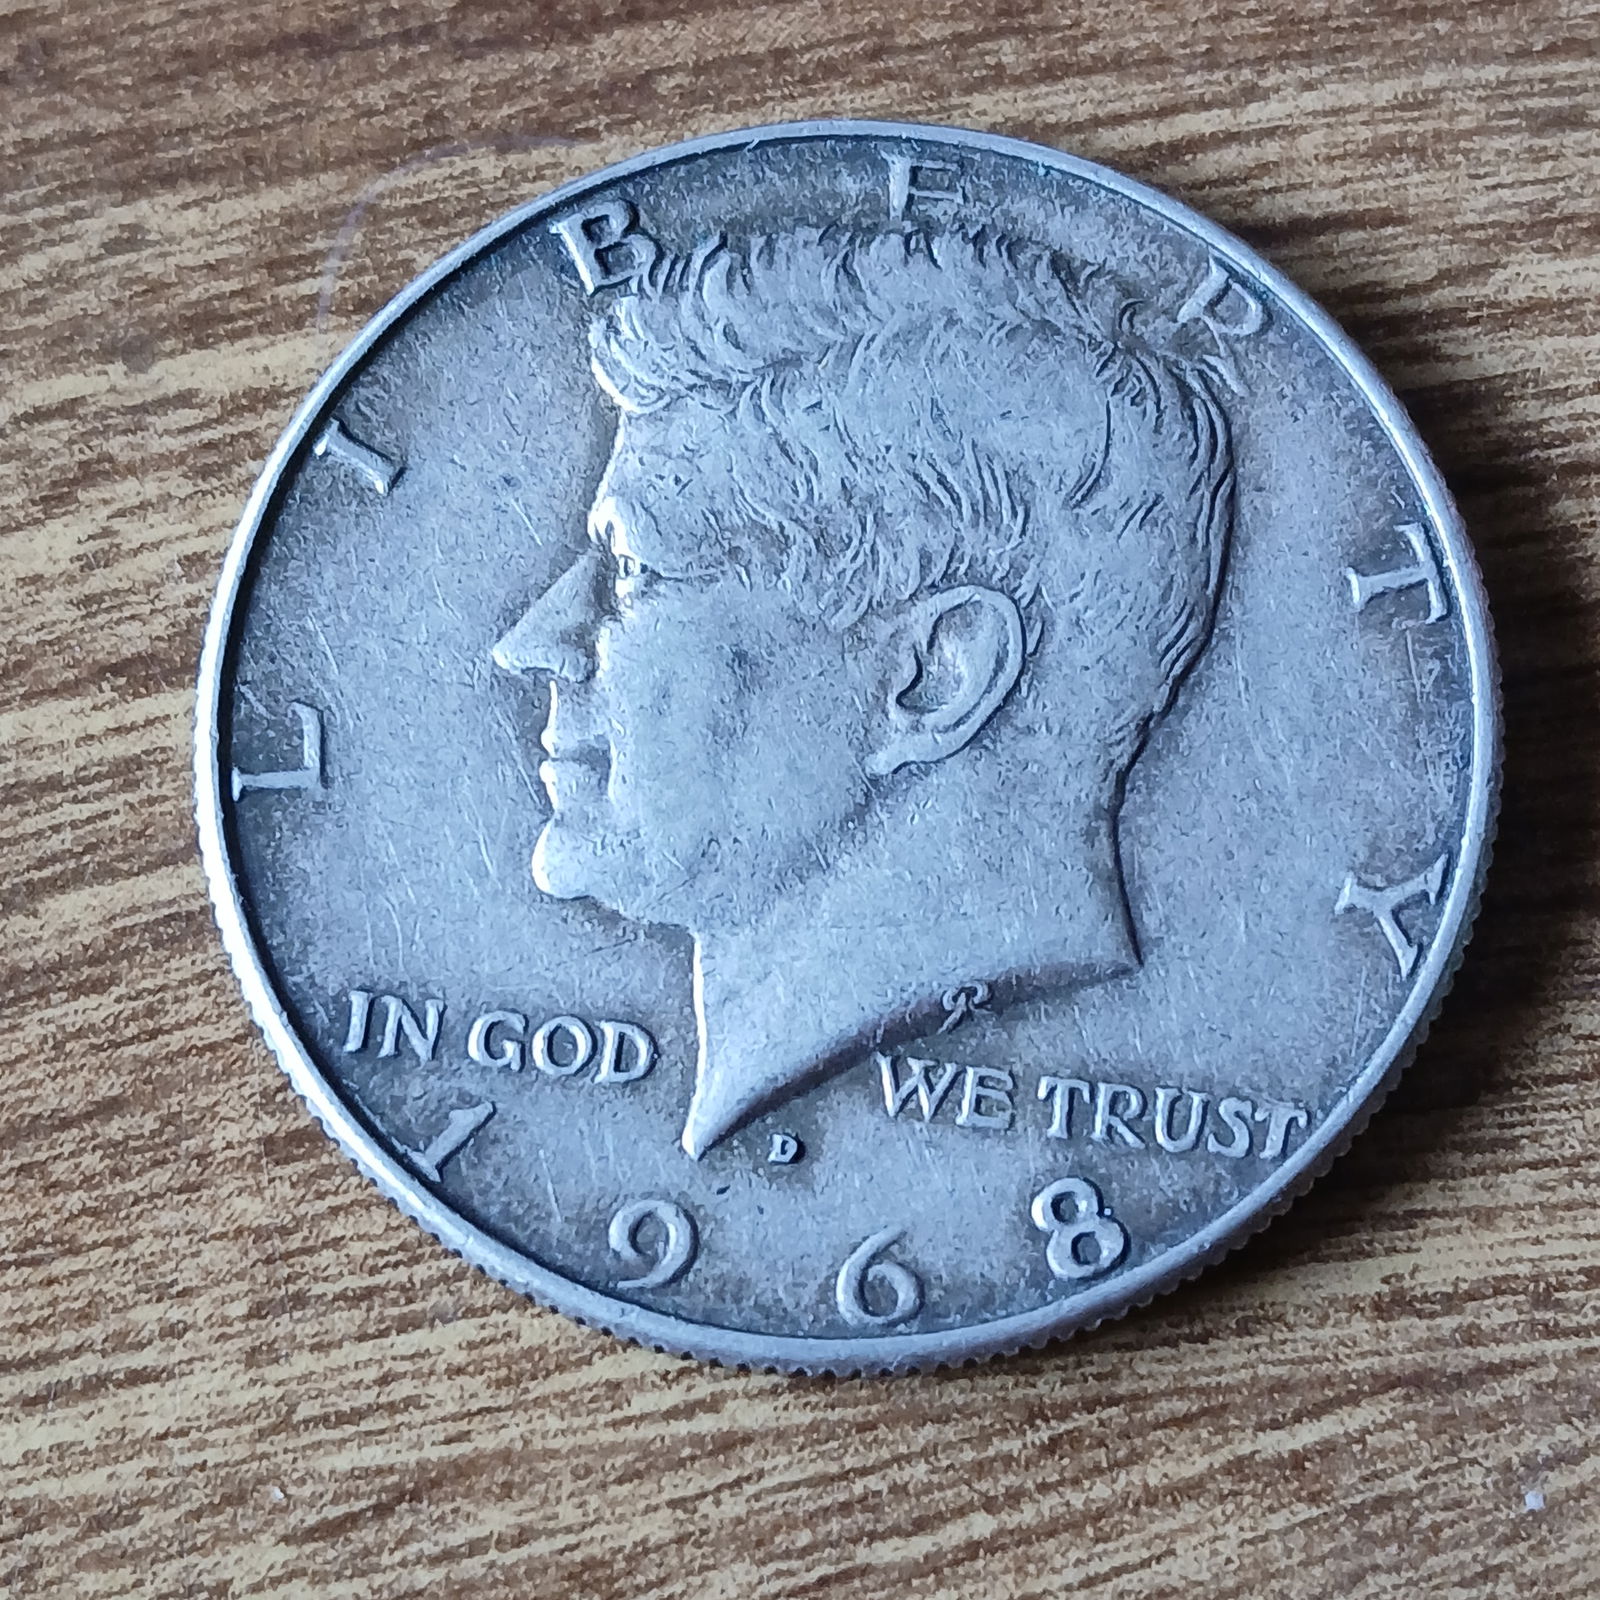 LIBERTY
IN GOD WE TRUST
D
1968